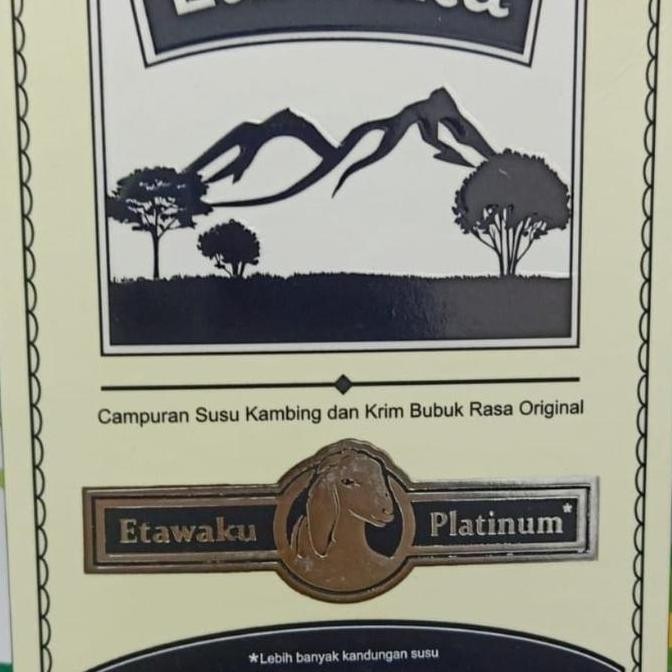 Campuran Susu Kambing dan Krim Bubuk Rasa Original
Etawaku Platinum*
*Lebih banyak kandungan susu